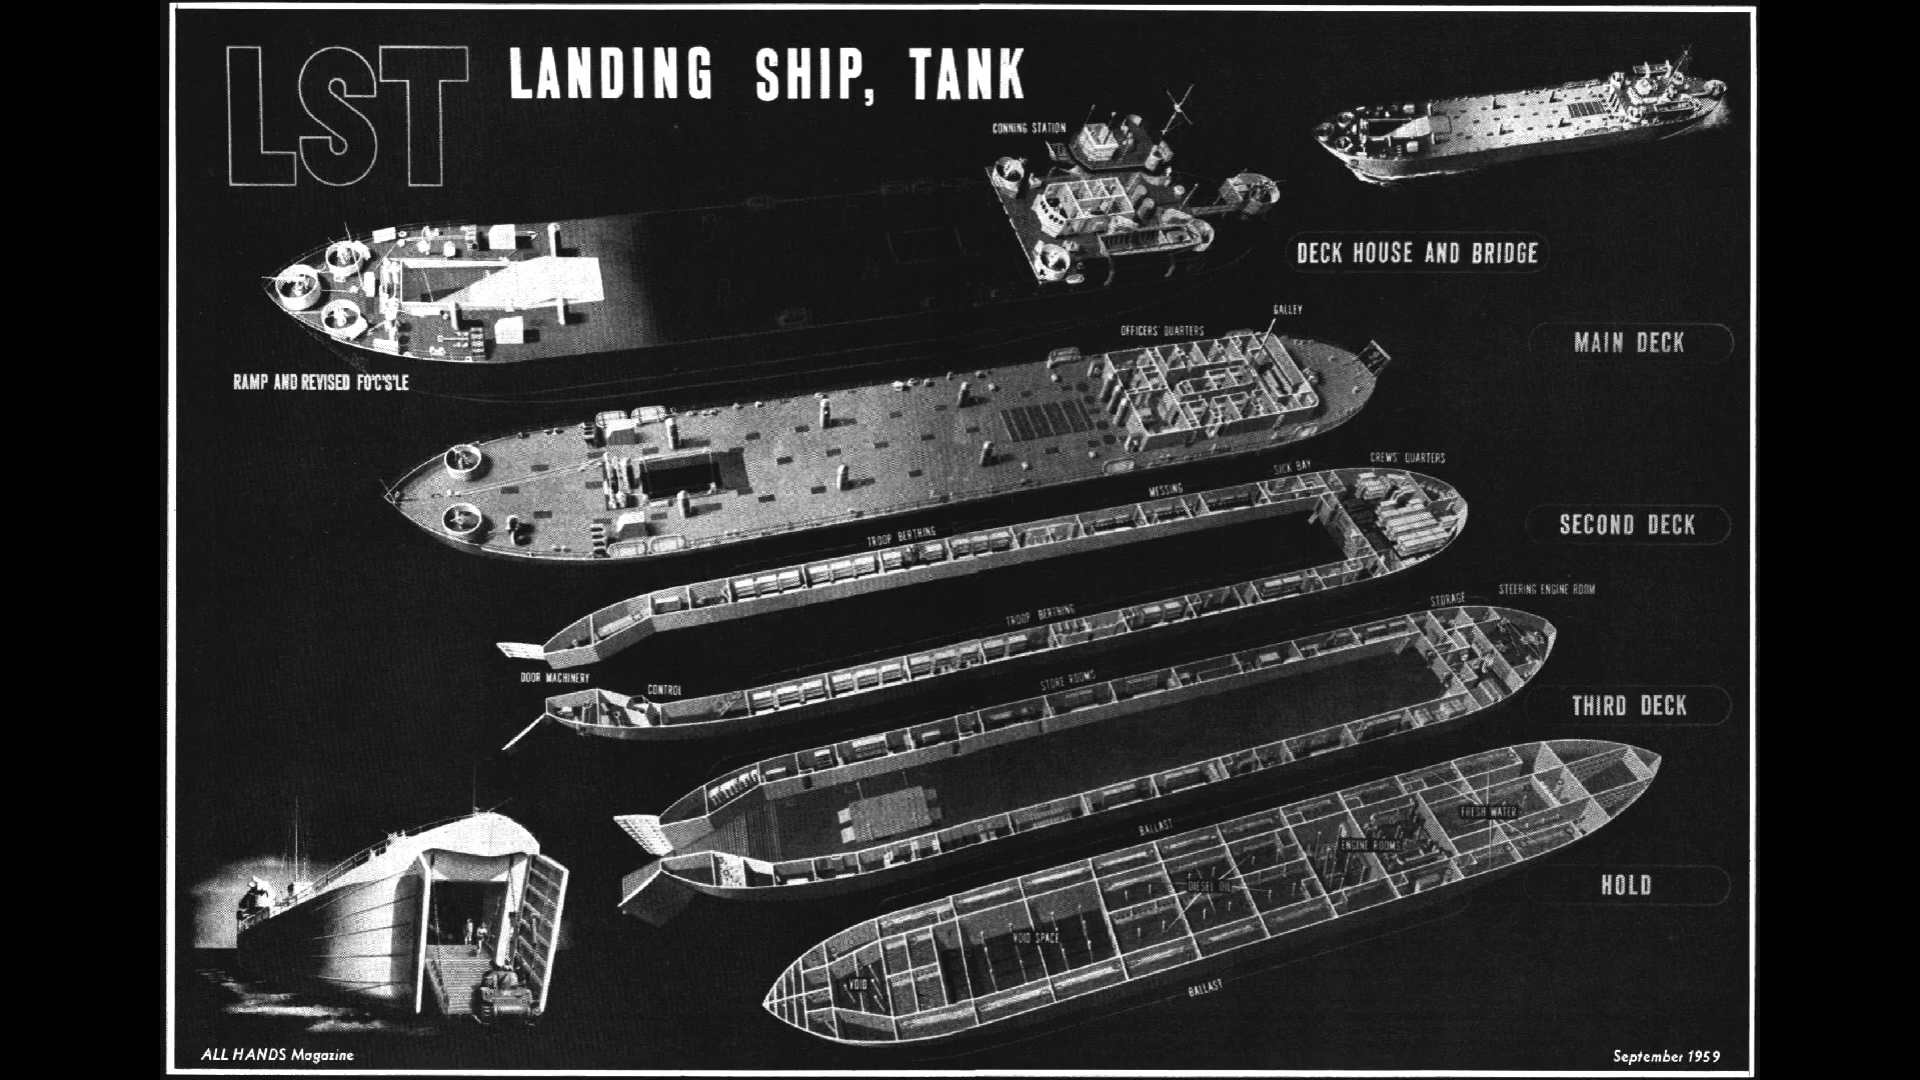 LST
LANDING SHIP, TANK
CONNING STATION
DECK HOUSE AND BRIDGE
RAMP AND REVISED FO'C'S'LE
OFFICERS' QUARTERS
GALLEY
MAIN DECK
TROOP BERTHING
MESSING
SICK BAY
CREWS' QUARTERS
SECOND DECK
DOOR MACHINERY
CONTROL
TROOP BERTHING
STORE ROOMS
STORAGE
STEERING ENGINE ROOM
THIRD DECK
BALLAST
FRESH WATER
ENGINE ROOMS
DIESEL OIL
VOID SPACE
VOID
BALLAST
HOLD
ALL HANDS Magazine
September 1959